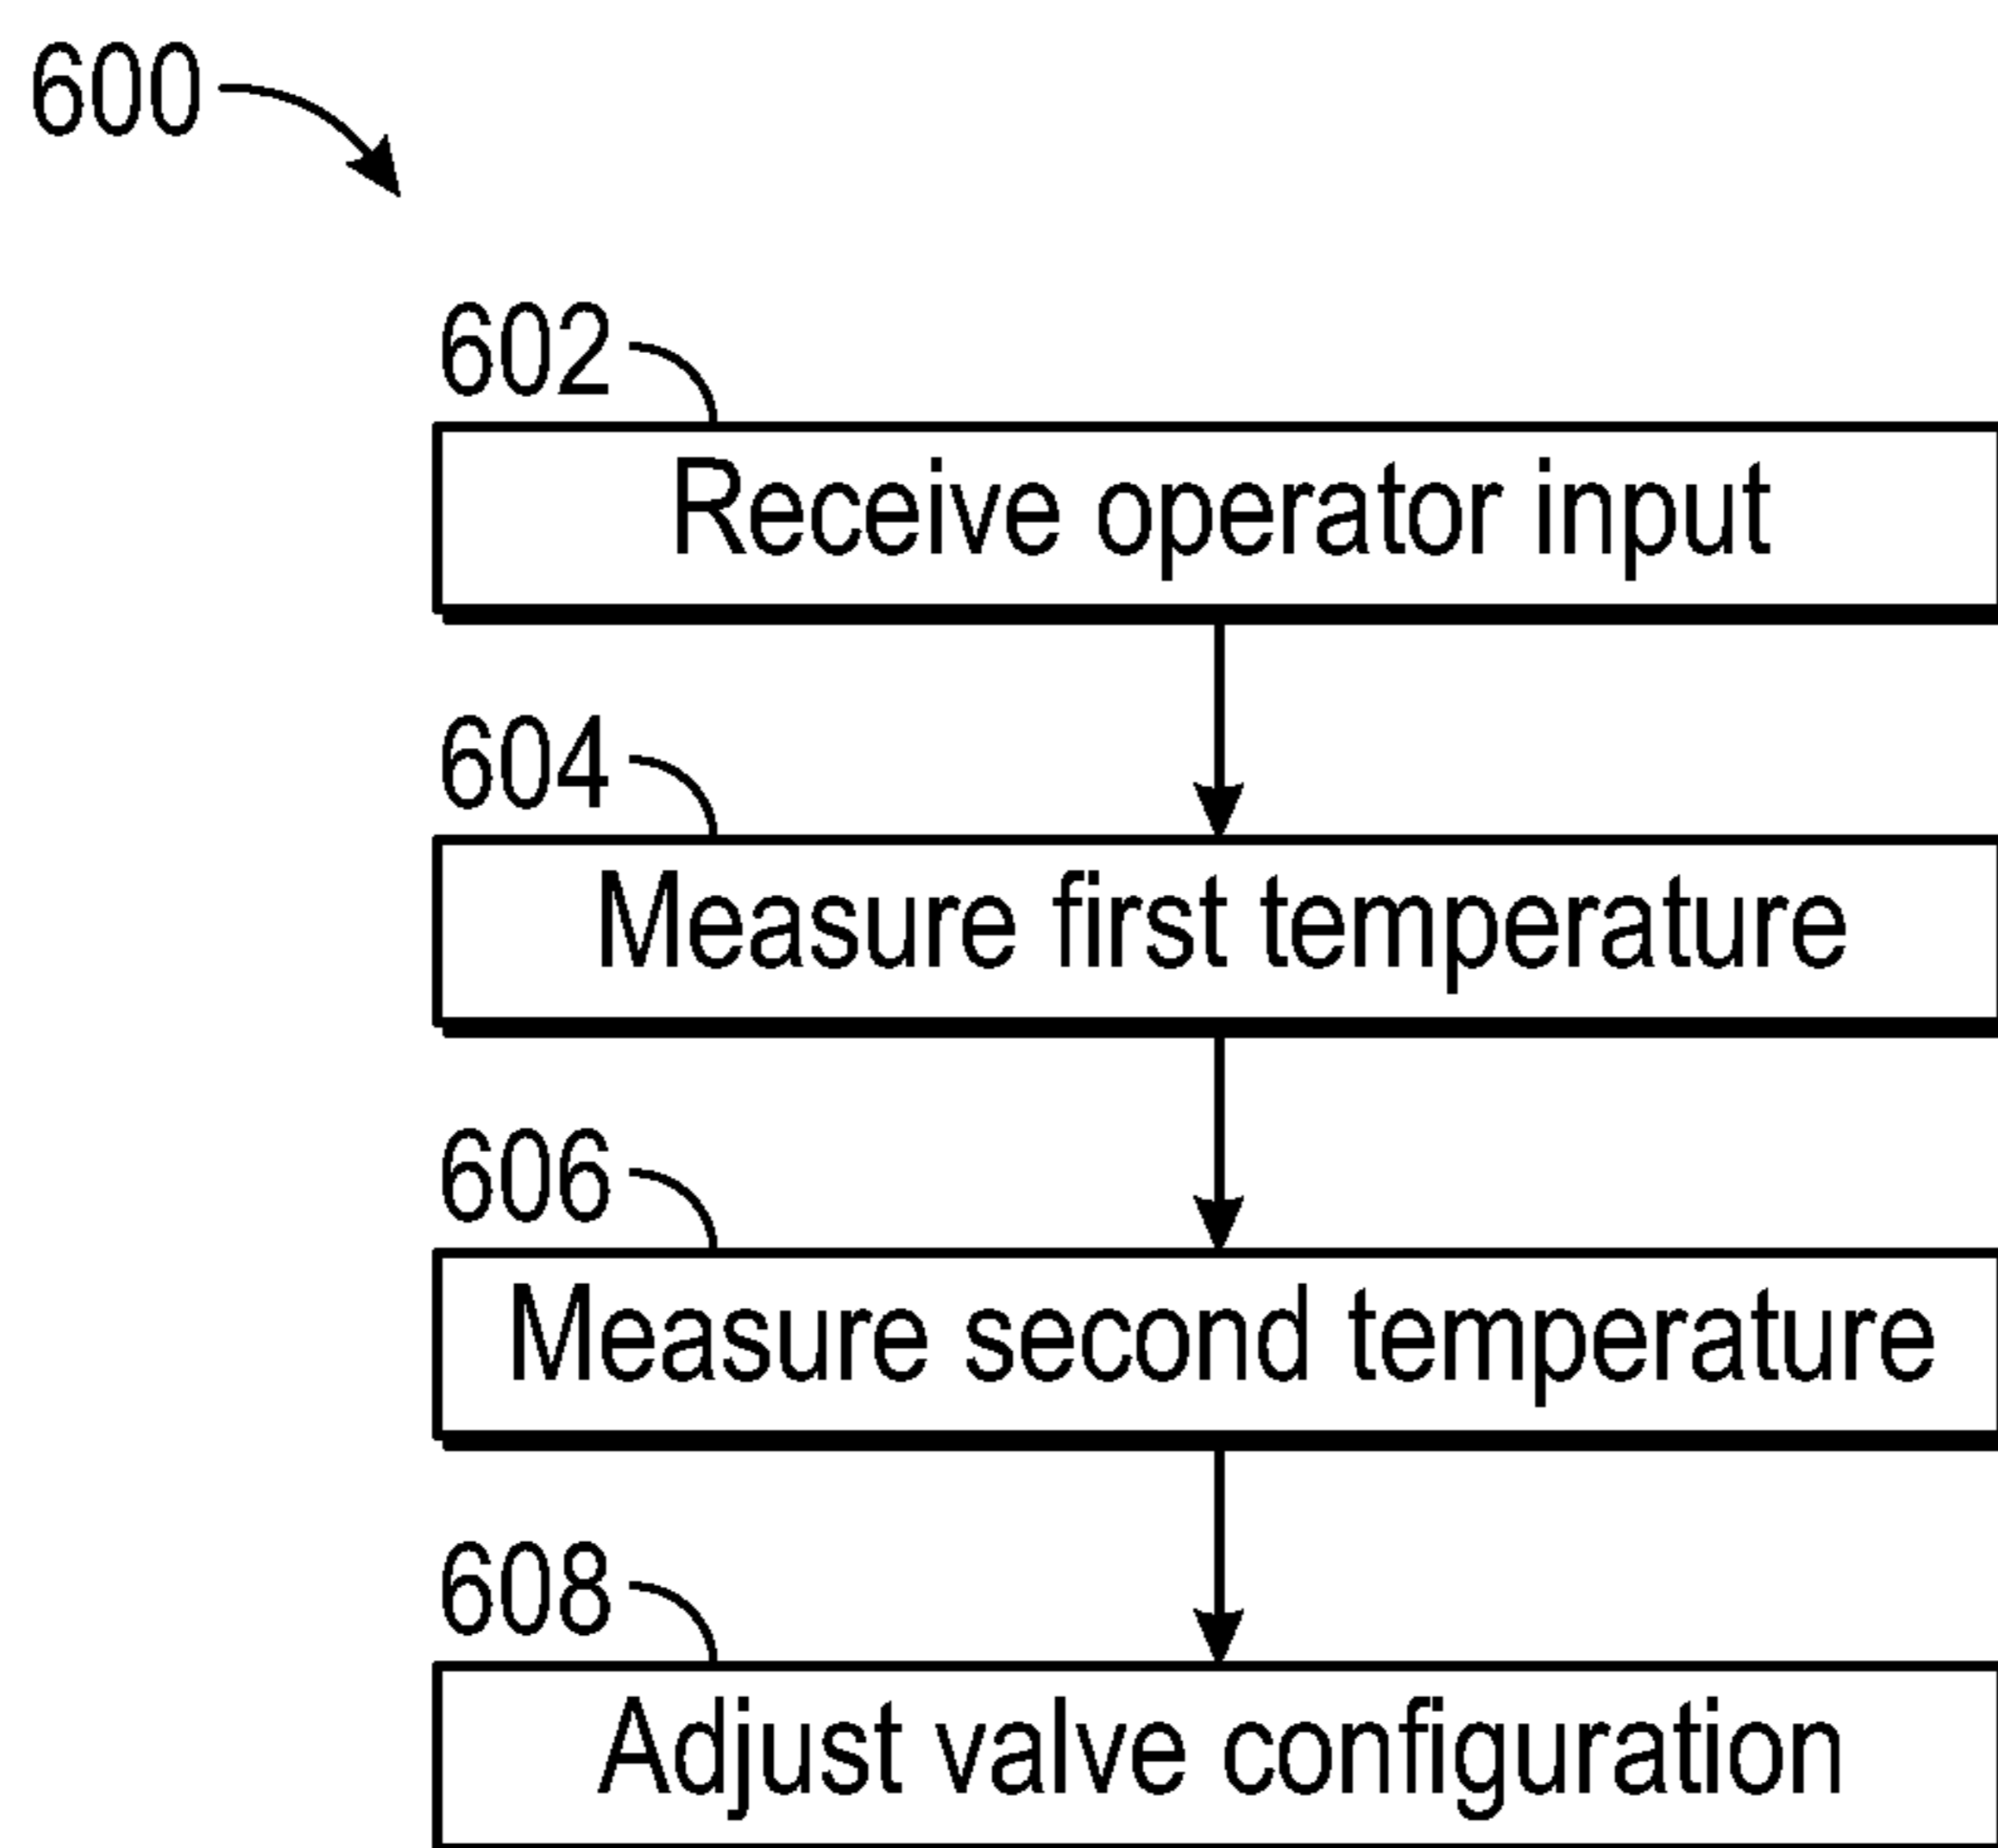 600
602
Receive operator input
604
Measure first temperature
606
Measure second temperature
608
Adjust valve configuration